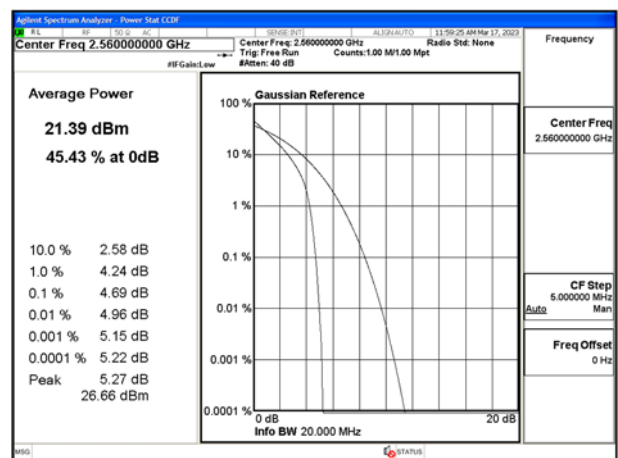 Agilent Spectrum Analyzer - Power Stat CCDF
RL RF 50 Ω AC SENSE:INT ALIGNAUTO 11:59:25 AM Mar 17, 2023
Center Freq 2.560000000 GHz
Center Freq: 2.560000000 GHz Radio Std: None
Trig: Free Run Counts:1.00 M/1.00 Mpt
#IFGain:Low #Atten: 40 dB
Frequency
Average Power
21.39 dBm
45.43 % at 0dB
10.0 % 2.58 dB
1.0 % 4.24 dB
0.1 % 4.69 dB
0.01 % 4.96 dB
0.001 % 5.15 dB
0.0001 % 5.22 dB
Peak 5.27 dB
26.66 dBm
Gaussian Reference
100 %
10 %
1 %
0.1 %
0.01 %
0.001 %
0.0001 %
0 dB 20 dB
Info BW 20.000 MHz
Center Freq
2.560000000 GHz
CF Step
5.000000 MHz
Auto Man
Freq Offset
0 Hz
MSG STATUS